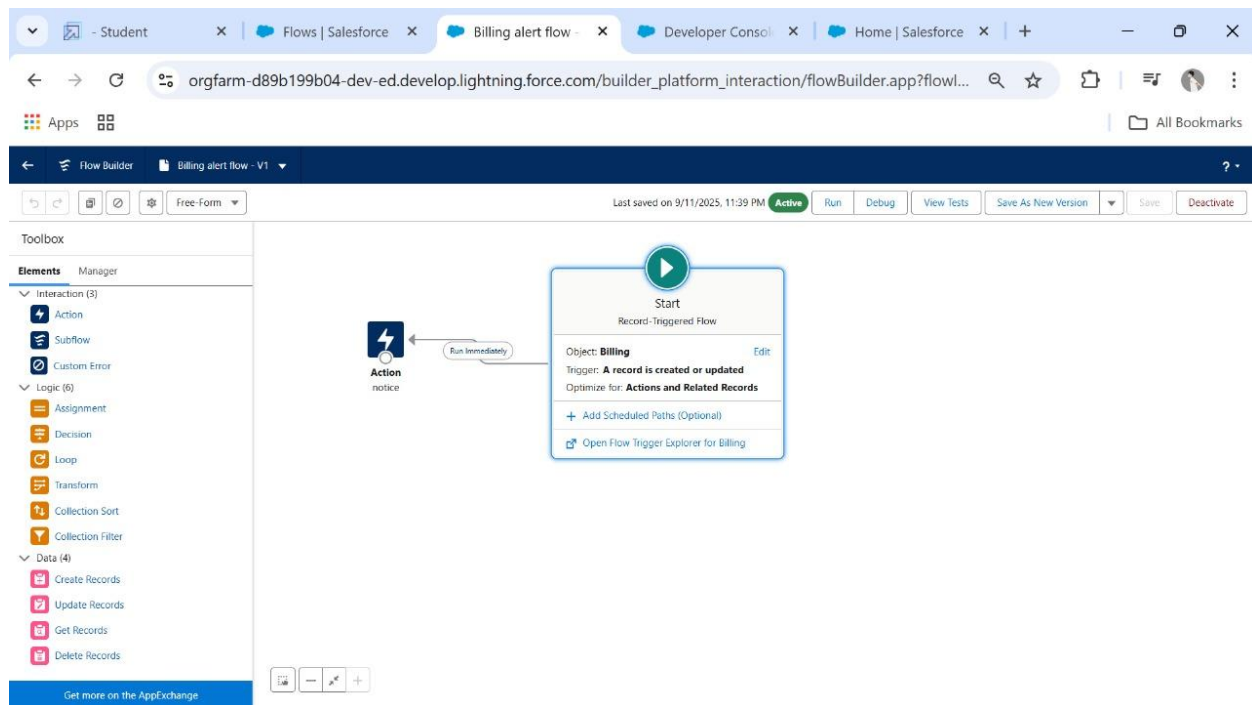 - Student
Flows | Salesforce
Billing alert flow -
Developer Consol
Home | Salesforce
orgfarm-d89b199b04-dev-ed.develop.lightning.force.com/builder_platform_interaction/flowBuilder.app?flowI...
Apps
All Bookmarks
Flow Builder
Billing alert flow - V1
?
Free-Form
Last saved on 9/11/2025, 11:39 PM
Active
Run
Debug
View Tests
Save As New Version
Save
Deactivate
Toolbox
Elements
Manager
Interaction (3)
Action
Subflow
Custom Error
Logic (6)
Assignment
Decision
Loop
Transform
Collection Sort
Collection Filter
Data (4)
Create Records
Update Records
Get Records
Delete Records
Get more on the AppExchange
Action
notice
Run Immediately
Start
Record-Triggered Flow
Object: Billing
Edit
Trigger: A record is created or updated
Optimize for: Actions and Related Records
+ Add Scheduled Paths (Optional)
Open Flow Trigger Explorer for Billing